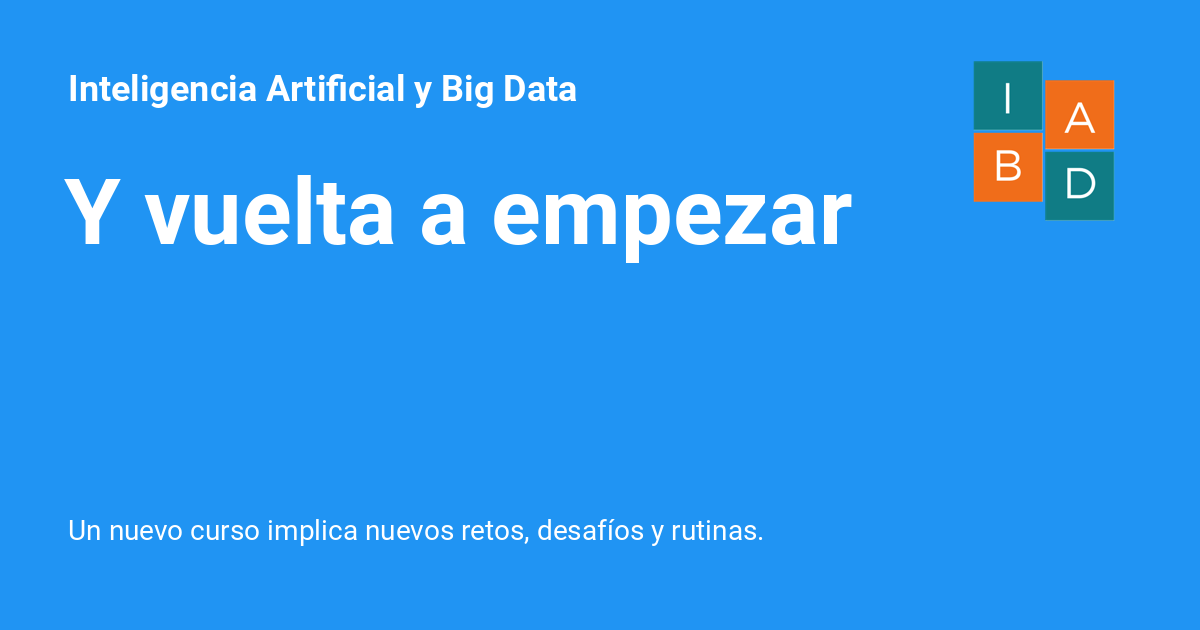 Inteligencia Artificial y Big Data
I
A
B
D
Y vuelta a empezar
Un nuevo curso implica nuevos retos, desafíos y rutinas.